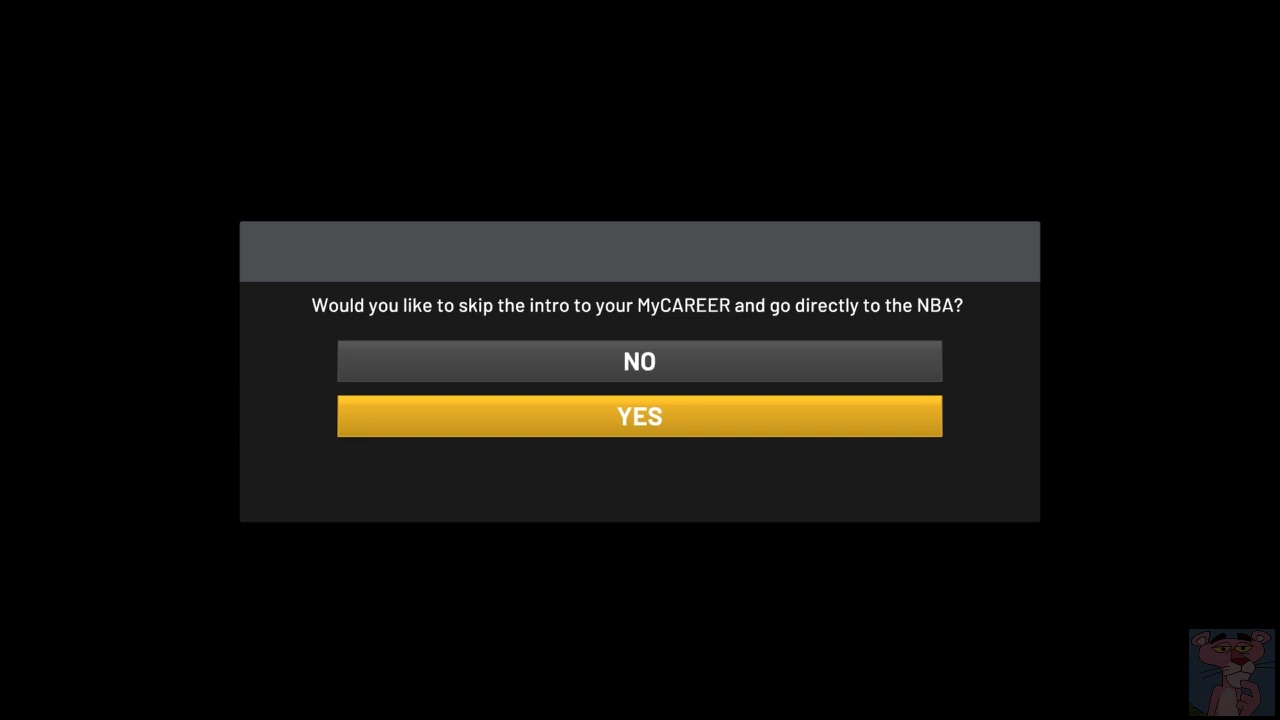 Would you like to skip the intro to your MyCAREER and go directly to the NBA?
NO
YES